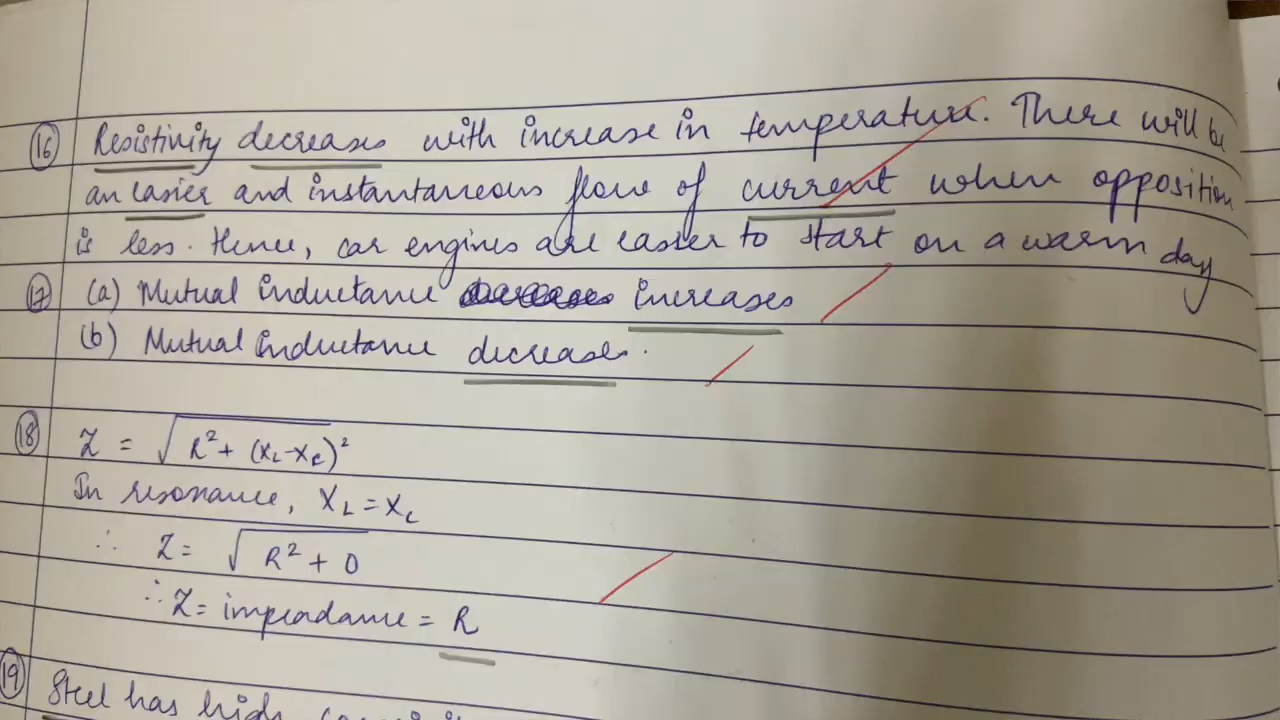 16 Resistivity decreases with increase in temperature. There will be
an easier and instantaneous flow of current when opposition
is less. Hence, car engines are easier to start on a warm day
17 (a) Mutual inductance increases
(b) Mutual inductance decreases.
18 Z = √R² + (XL-XC)²
In resonance, XL = XC
∴ Z = √R² + 0
∴ Z = impeadance = R
19 Steel has high